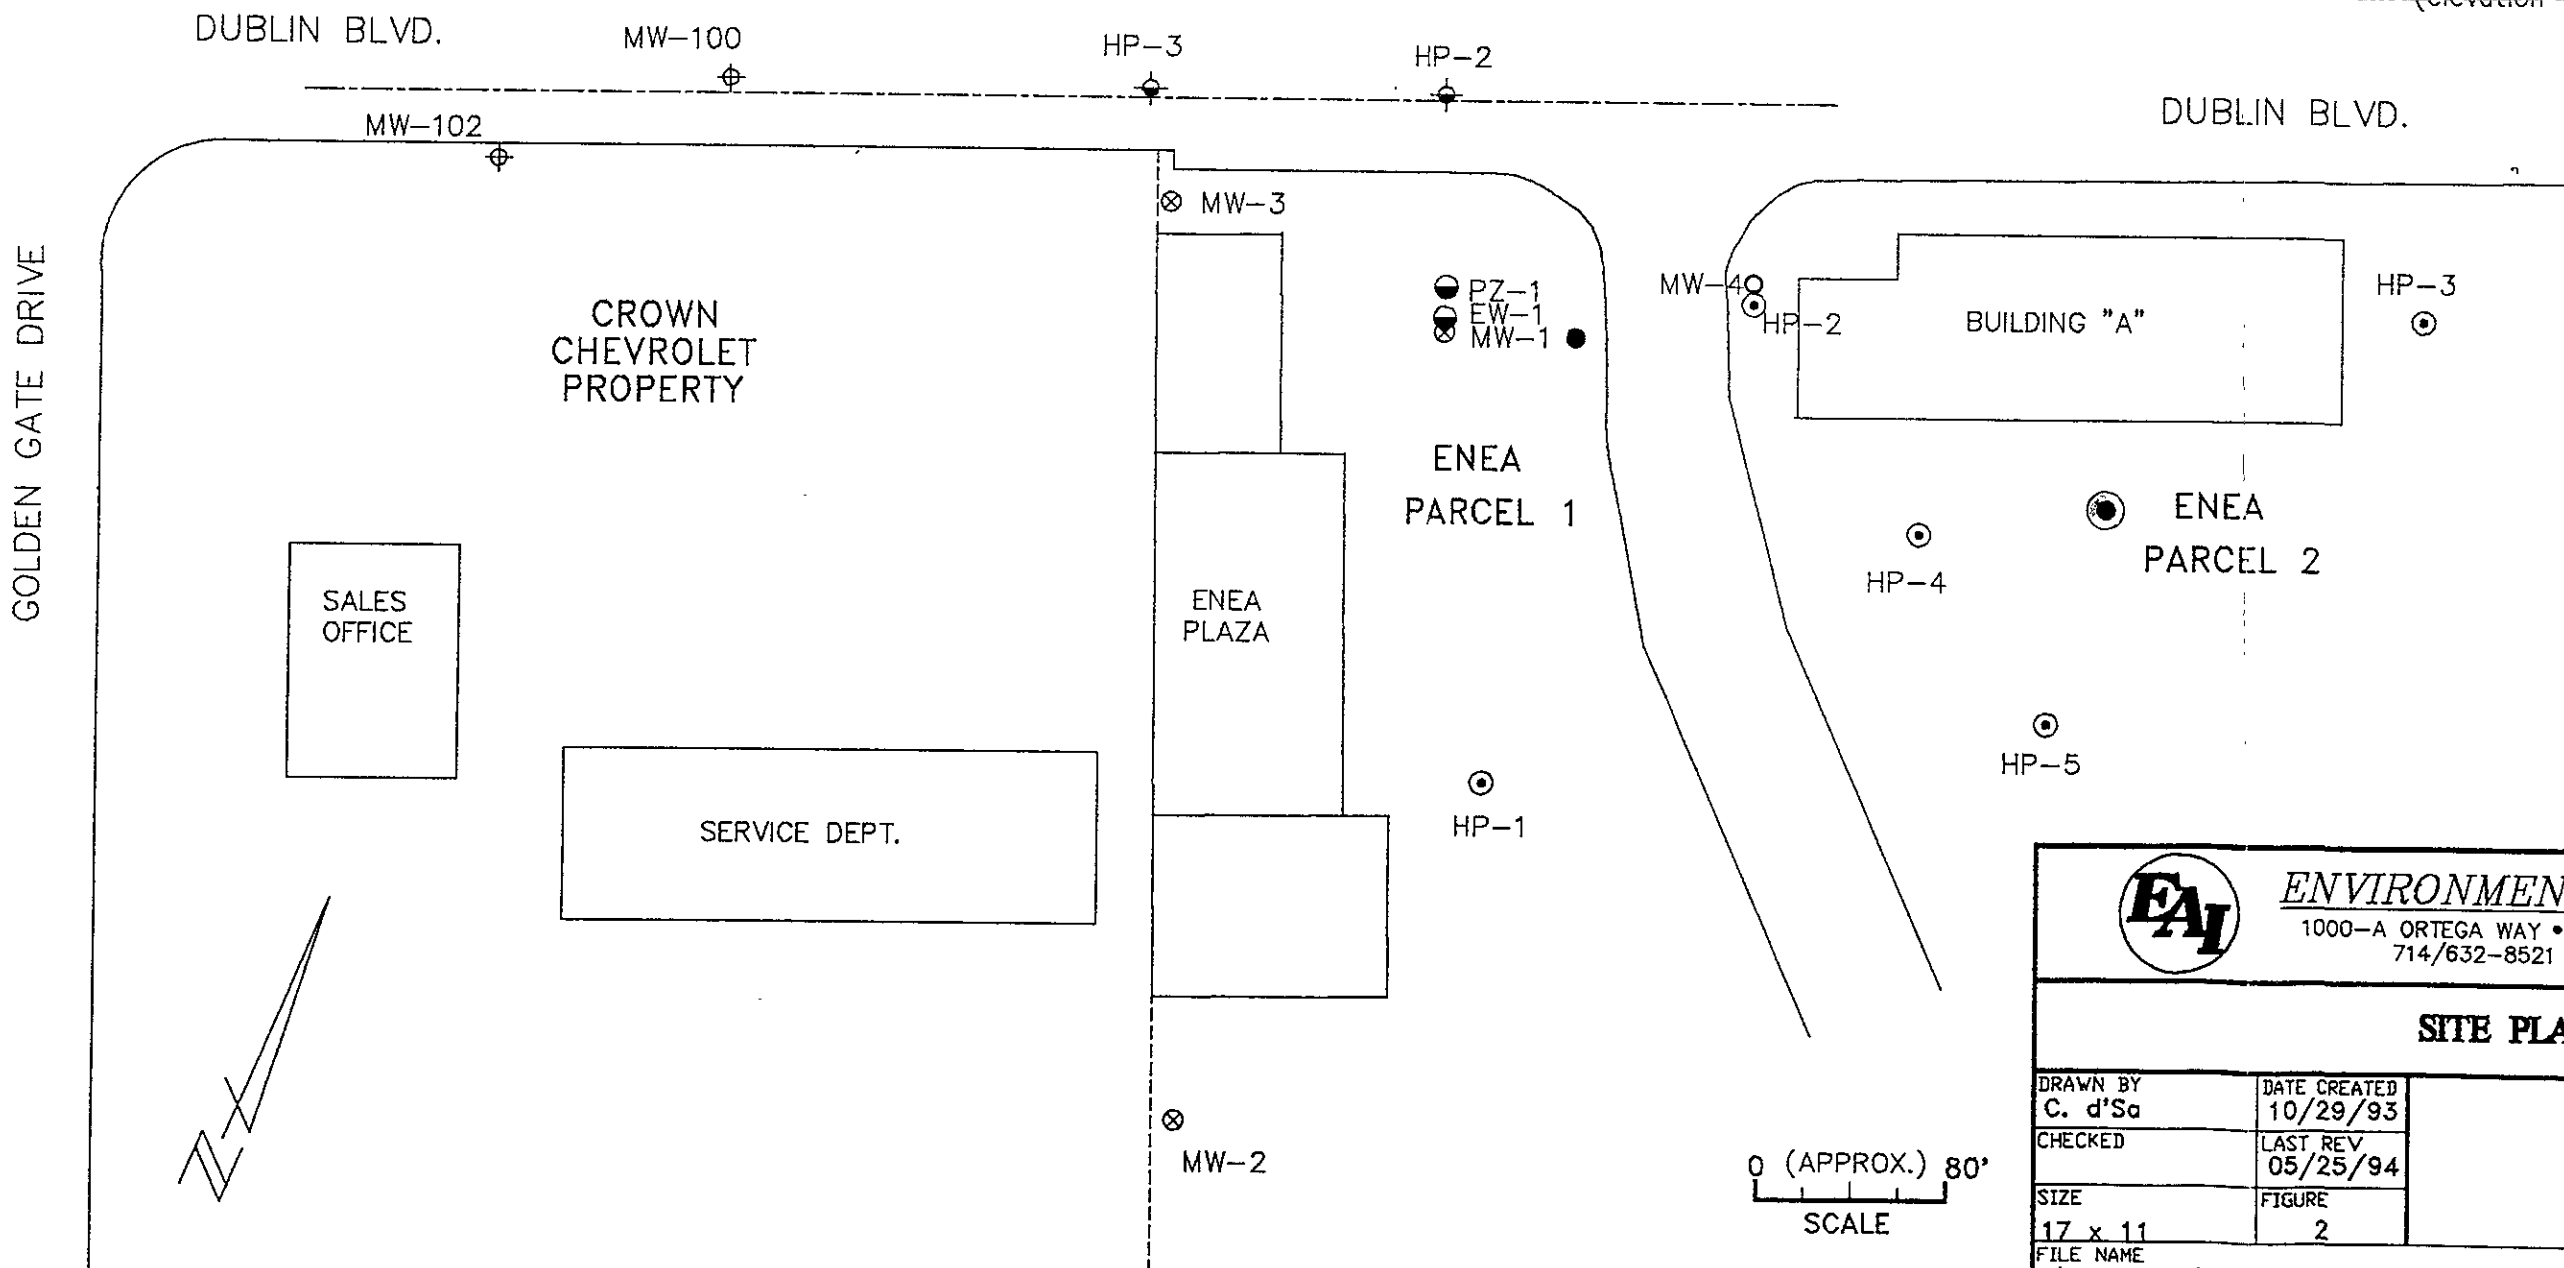 (elevation
DUBLIN BLVD.
MW-100
HP-3
HP-2
DUBLIN BLVD.
MW-102
MW-3
GOLDEN GATE DRIVE
CROWN
CHEVROLET
PROPERTY
PZ-1
EW-1
MW-1
MW-4
HP-2
BUILDING "A"
HP-3
ENEA
PARCEL 1
ENEA
PARCEL 2
HP-4
SALES
OFFICE
ENEA
PLAZA
HP-5
SERVICE DEPT.
HP-1
N
MW-2
0 (APPROX.) 80'
SCALE
EAI
ENVIRONMEN
1000-A ORTEGA WAY •
714/632-8521
SITE PLA
DRAWN BY
C. d'Sa
DATE CREATED
10/29/93
CHECKED
LAST REV
05/25/94
SIZE
17 x 11
FIGURE
2
FILE NAME